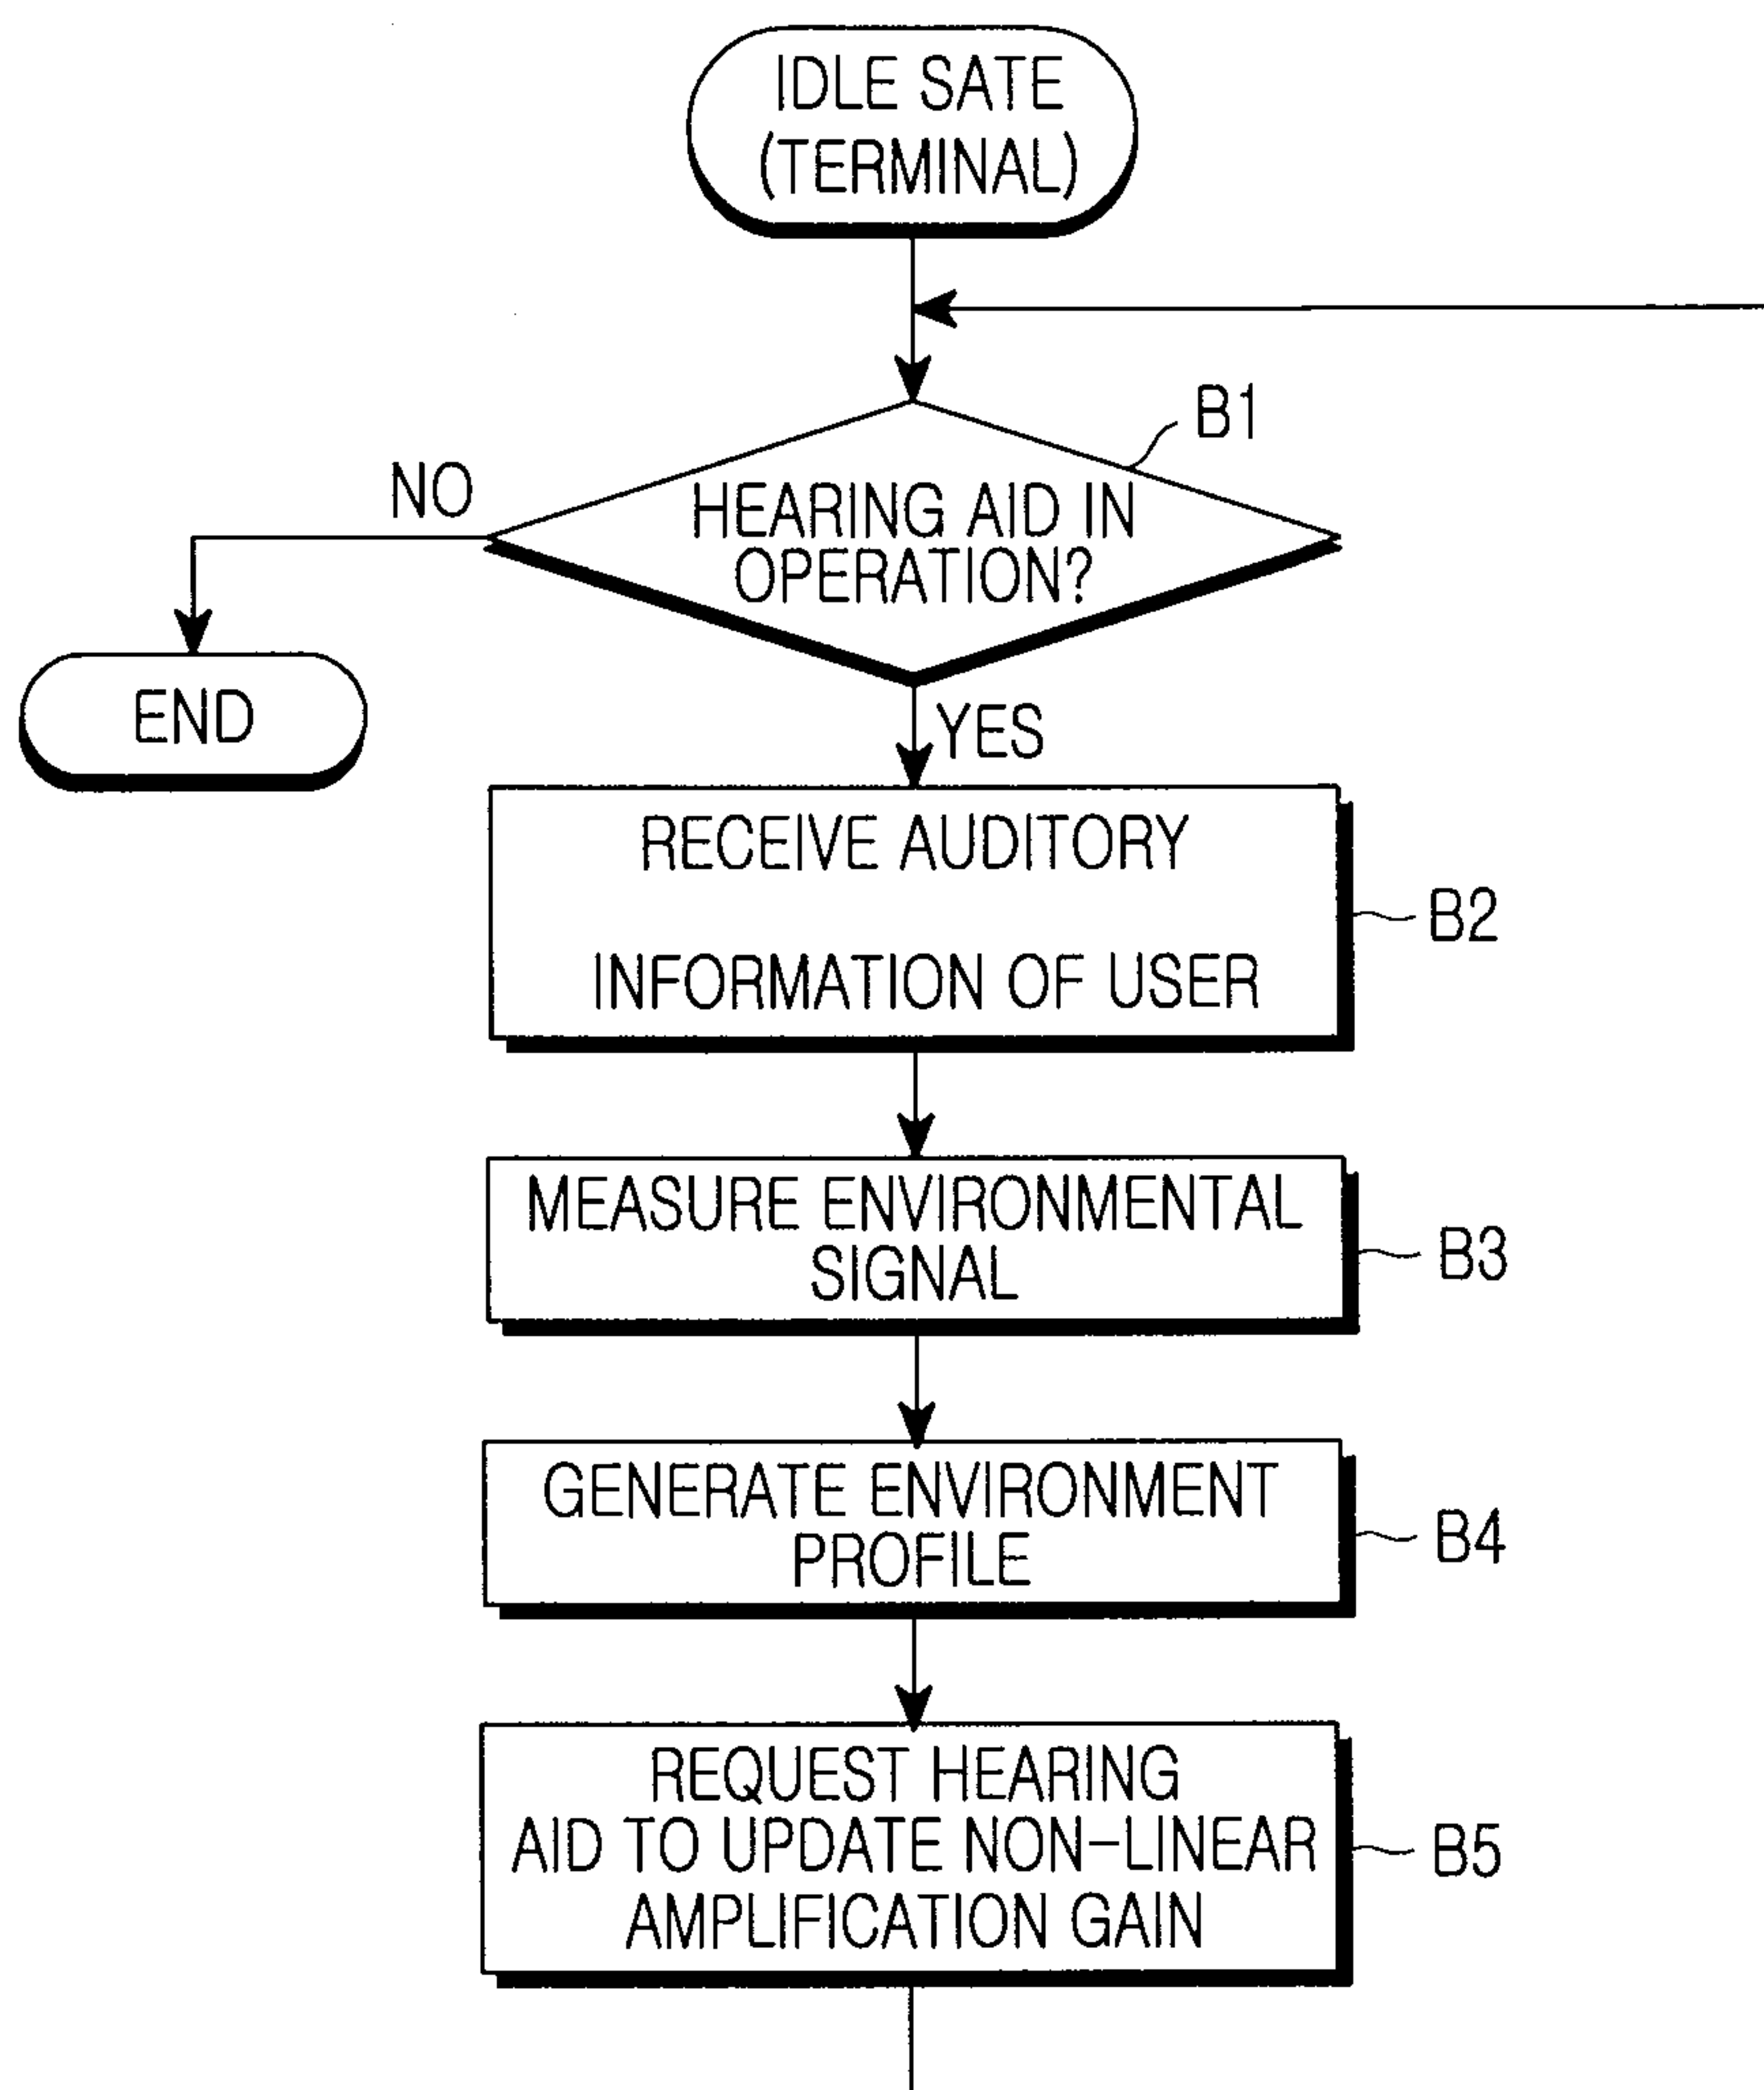 IDLE SATE
(TERMINAL)
B1
NO
HEARING AID IN
OPERATION?
END
YES
RECEIVE AUDITORY
INFORMATION OF USER
B2
MEASURE ENVIRONMENTAL
SIGNAL
B3
GENERATE ENVIRONMENT
PROFILE
B4
REQUEST HEARING
AID TO UPDATE NON-LINEAR
AMPLIFICATION GAIN
B5